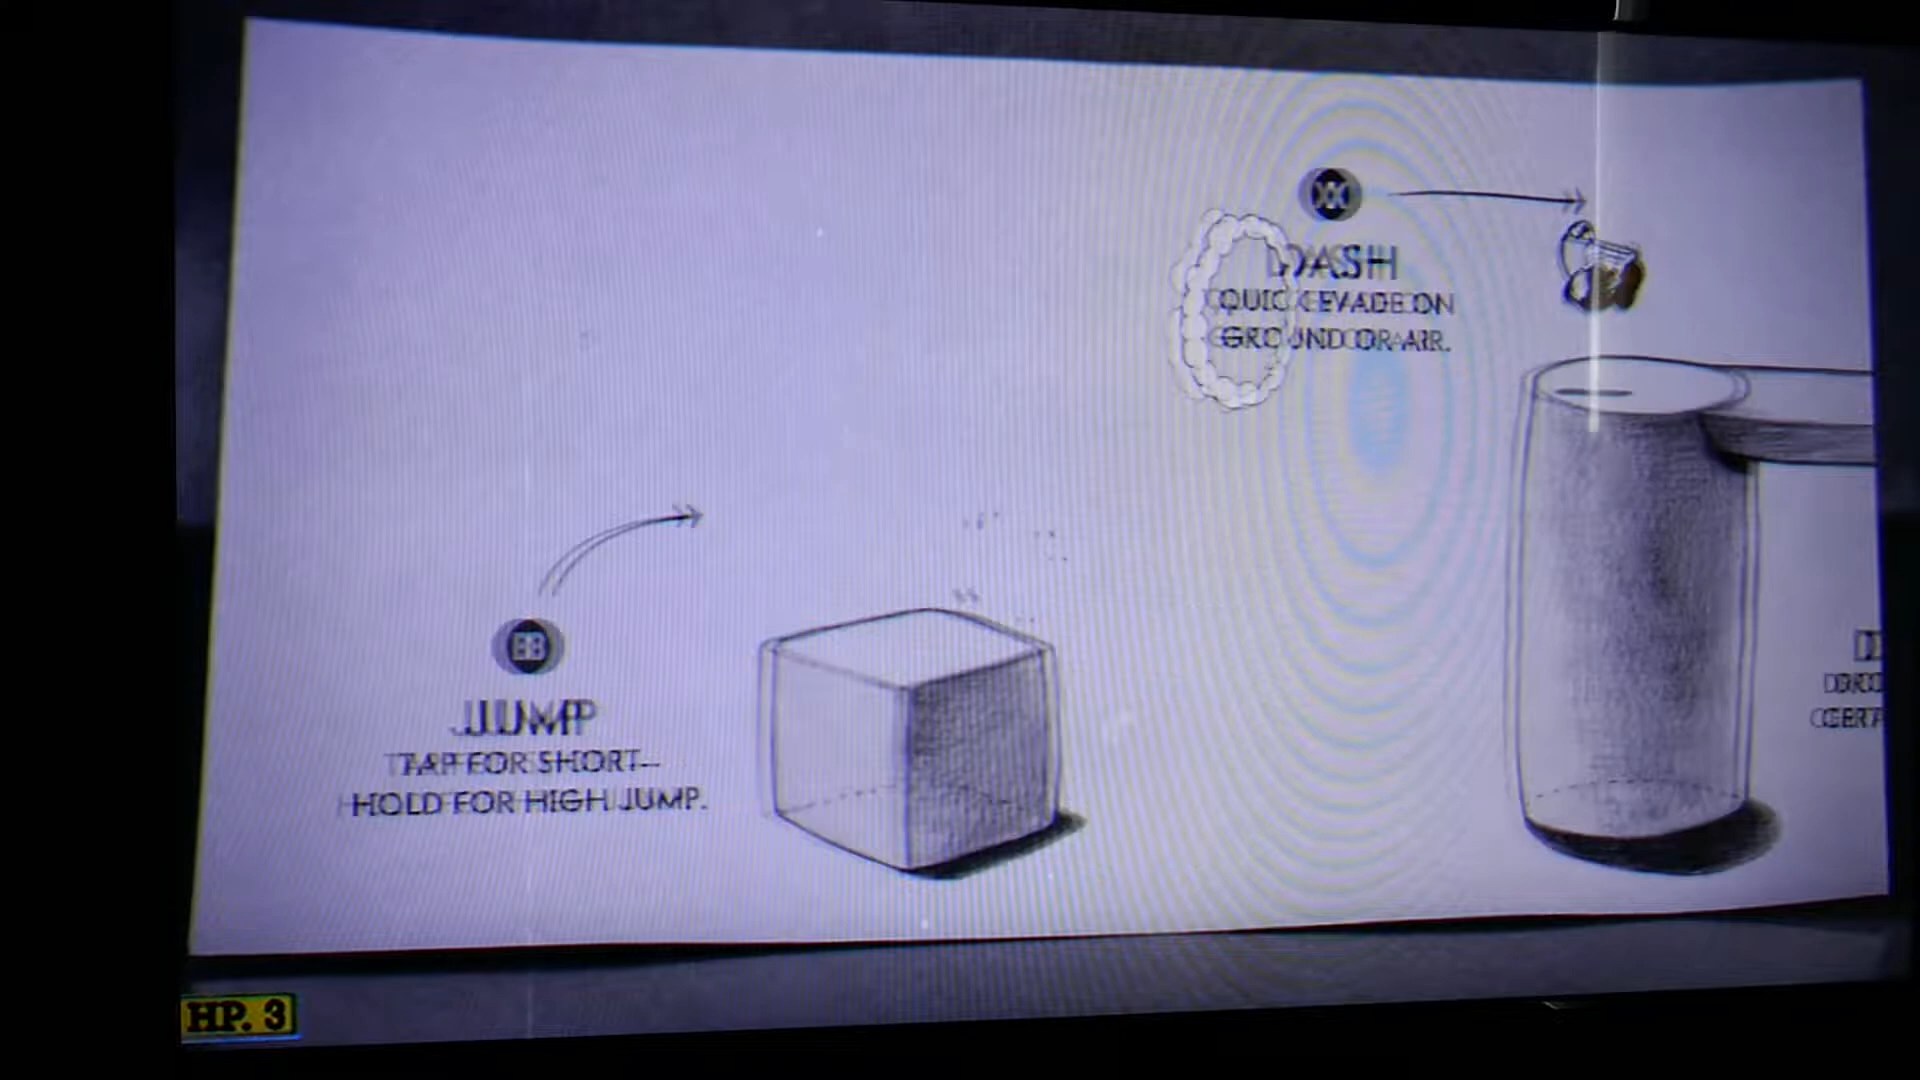 X
DASH
QUICK EVADE ON
GROUND OR AIR.
B
JUMP
TAP FOR SHORT-
HOLD FOR HIGH JUMP.
HP. 3